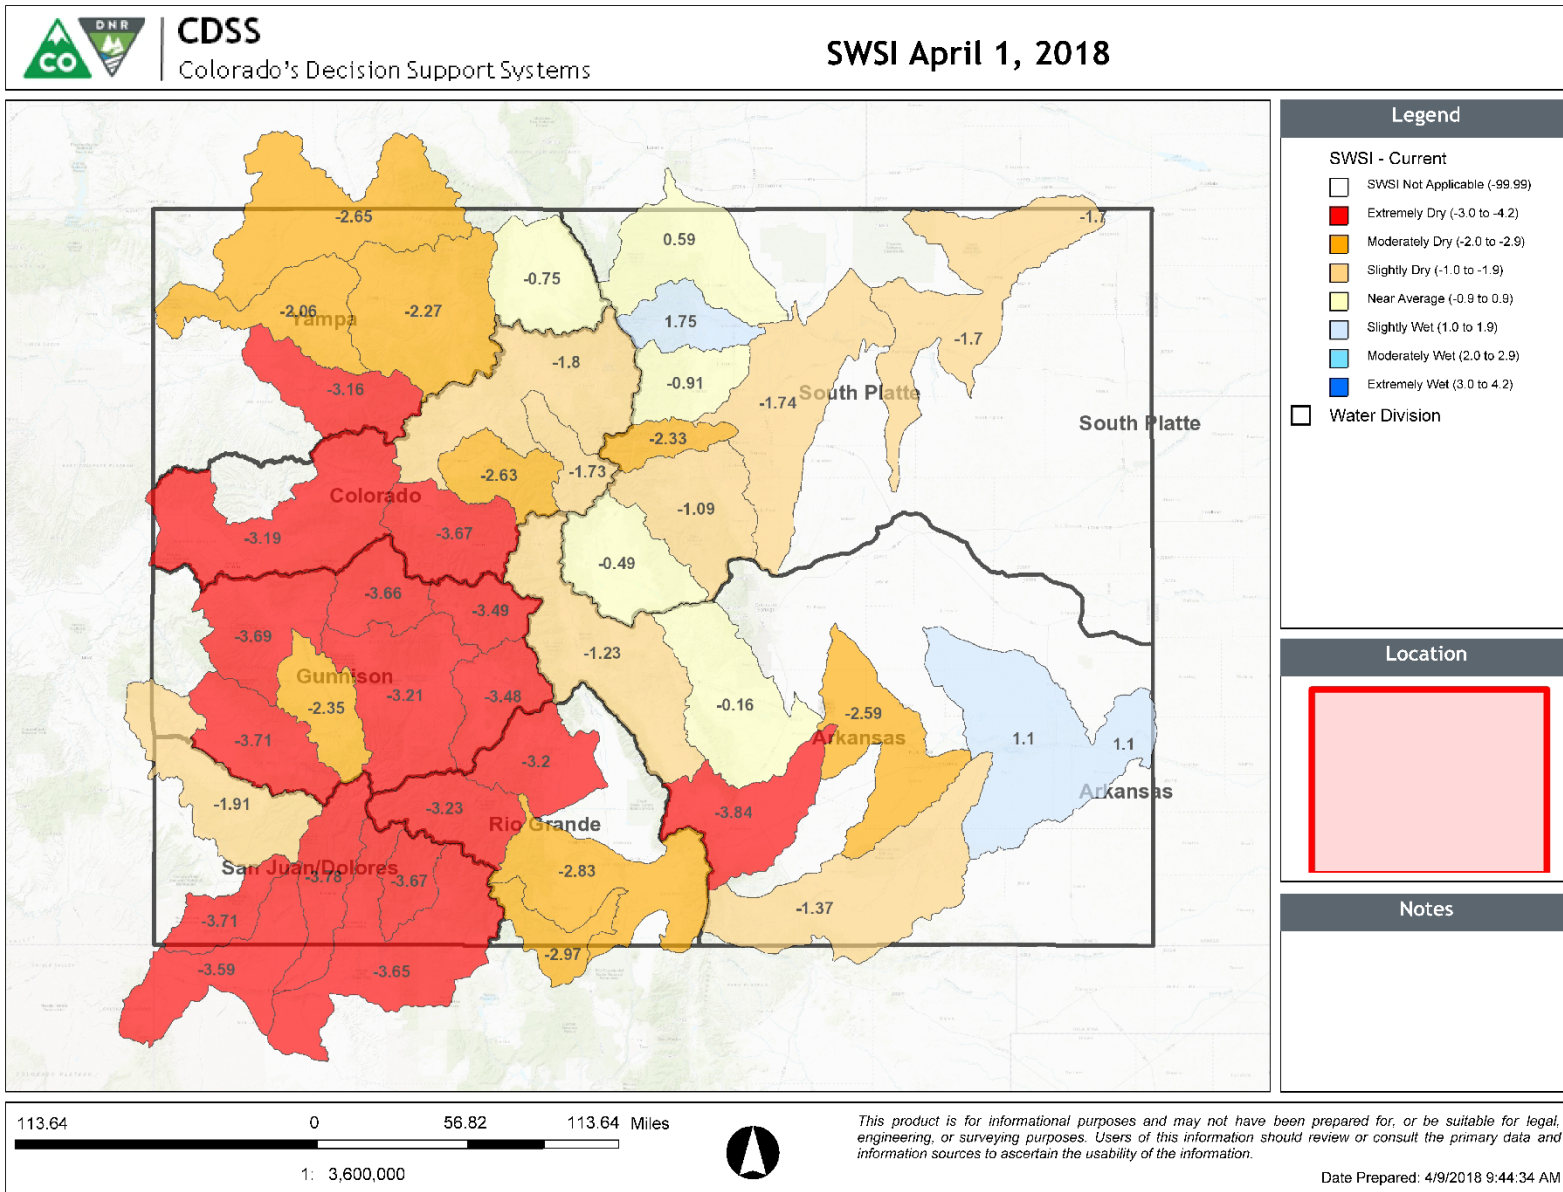 DNR
CO
CDSS
Colorado's Decision Support Systems
SWSI April 1, 2018
-2.65
-1.7
0.59
-0.75
-2.06
-2.27
Yampa
1.75
-1.7
-1.8
-3.16
-0.91
South Platte
-1.74
South Platte
-2.33
-2.63
-1.73
Colorado
-1.09
-3.19
-3.67
-0.49
-3.66
-3.49
-3.69
-1.23
Gunnison
-3.21
-3.48
-2.35
-0.16
-2.59
-3.71
Arkansas
1.1
1.1
-3.2
Arkansas
-1.91
-3.23
-3.84
Rio Grande
San Juan/Dolores
-3.78
-3.67
-2.83
-1.37
-3.71
-3.59
-3.65
-2.97
Legend
SWSI - Current
SWSI Not Applicable (-99.99)
Extremely Dry (-3.0 to -4.2)
Moderately Dry (-2.0 to -2.9)
Slightly Dry (-1.0 to -1.9)
Near Average (-0.9 to 0.9)
Slightly Wet (1.0 to 1.9)
Moderately Wet (2.0 to 2.9)
Extremely Wet (3.0 to 4.2)
Water Division
Location
Notes
113.64 0 56.82 113.64 Miles
1: 3,600,000
This product is for informational purposes and may not have been prepared for, or be suitable for legal,
engineering, or surveying purposes. Users of this information should review or consult the primary data and
information sources to ascertain the usability of the information.
Date Prepared: 4/9/2018 9:44:34 AM